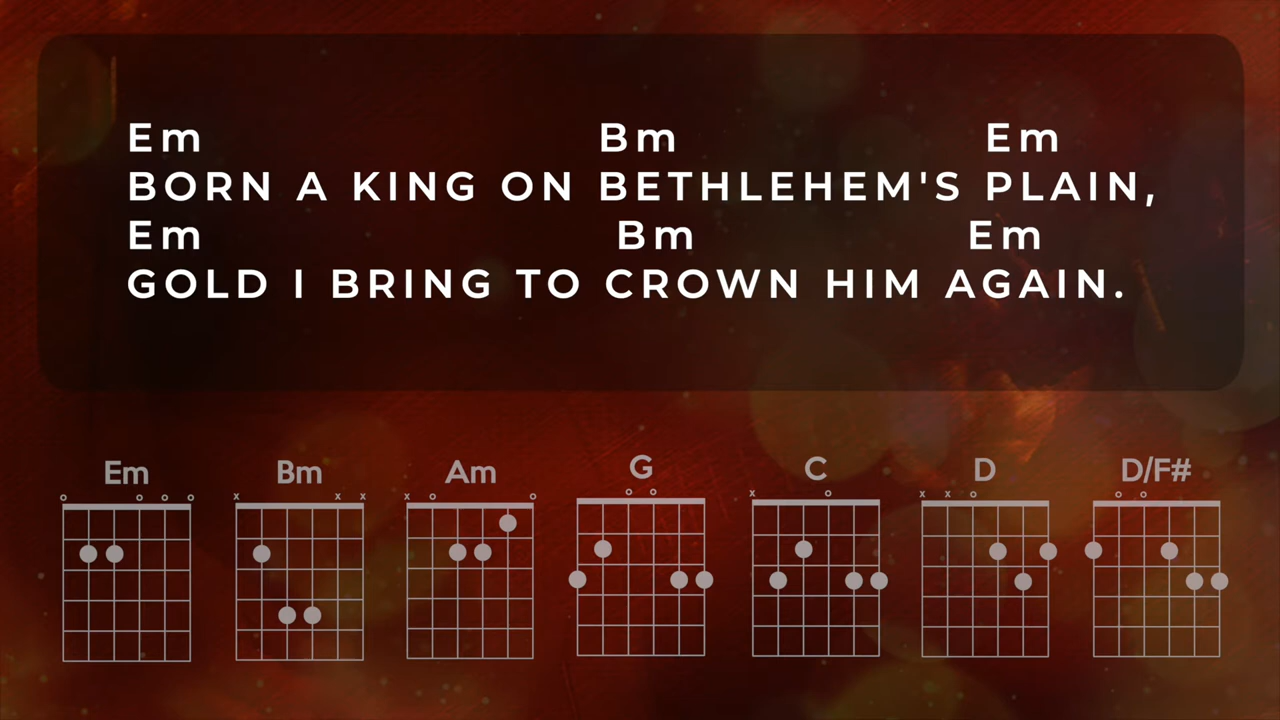 Em Bm Em
BORN A KING ON BETHLEHEM'S PLAIN,
Em Bm Em
GOLD I BRING TO CROWN HIM AGAIN.
Em Bm Am G C D D/F#
o o o o x x x x o o o o x o x x o o o